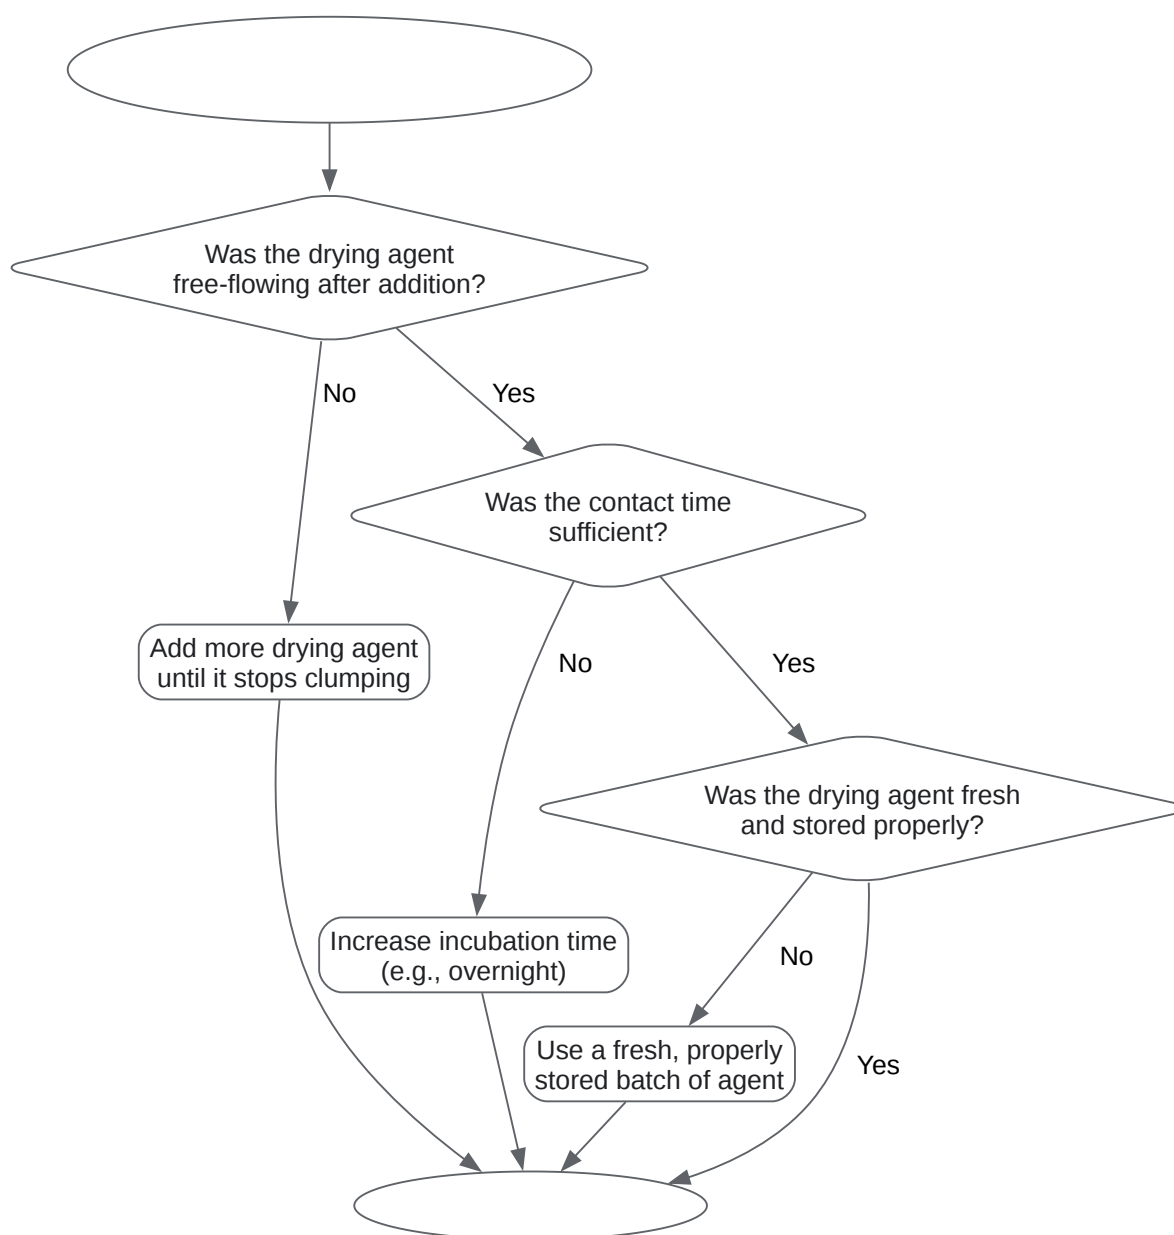 Was the drying agent
free-flowing after addition?
No
Yes
Was the contact time
sufficient?
Add more drying agent
until it stops clumping
No
Yes
Was the drying agent fresh
and stored properly?
Increase incubation time
(e.g., overnight)
No
Use a fresh, properly
stored batch of agent
Yes